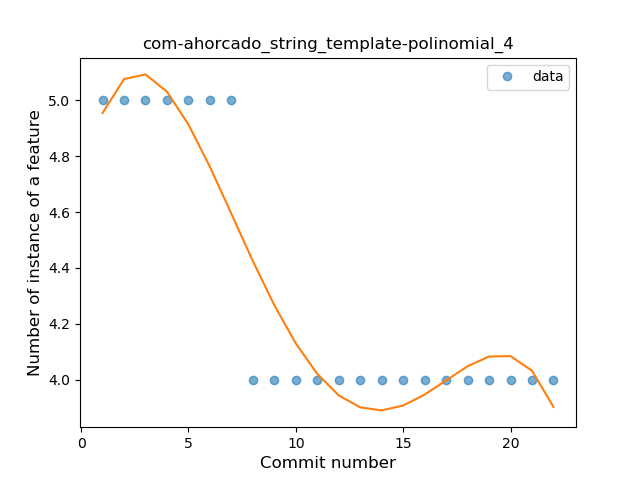 com-ahorcado_string_template-polinomial_4
data
Number of instance of a feature
5.0
4.8
4.6
4.4
4.2
4.0
0
5
10
15
20
Commit number